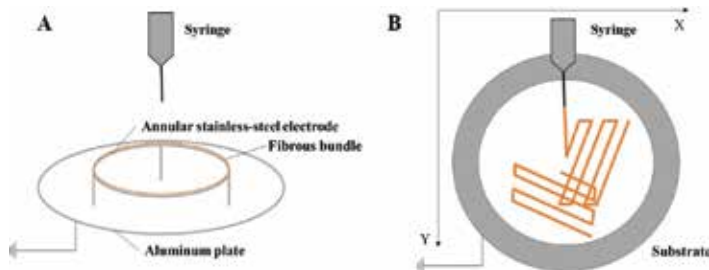 A
Syringe
Annular stainless-steel electrode
Fibrous bundle
Aluminum plate
B
X
Syringe
Y
Substrate